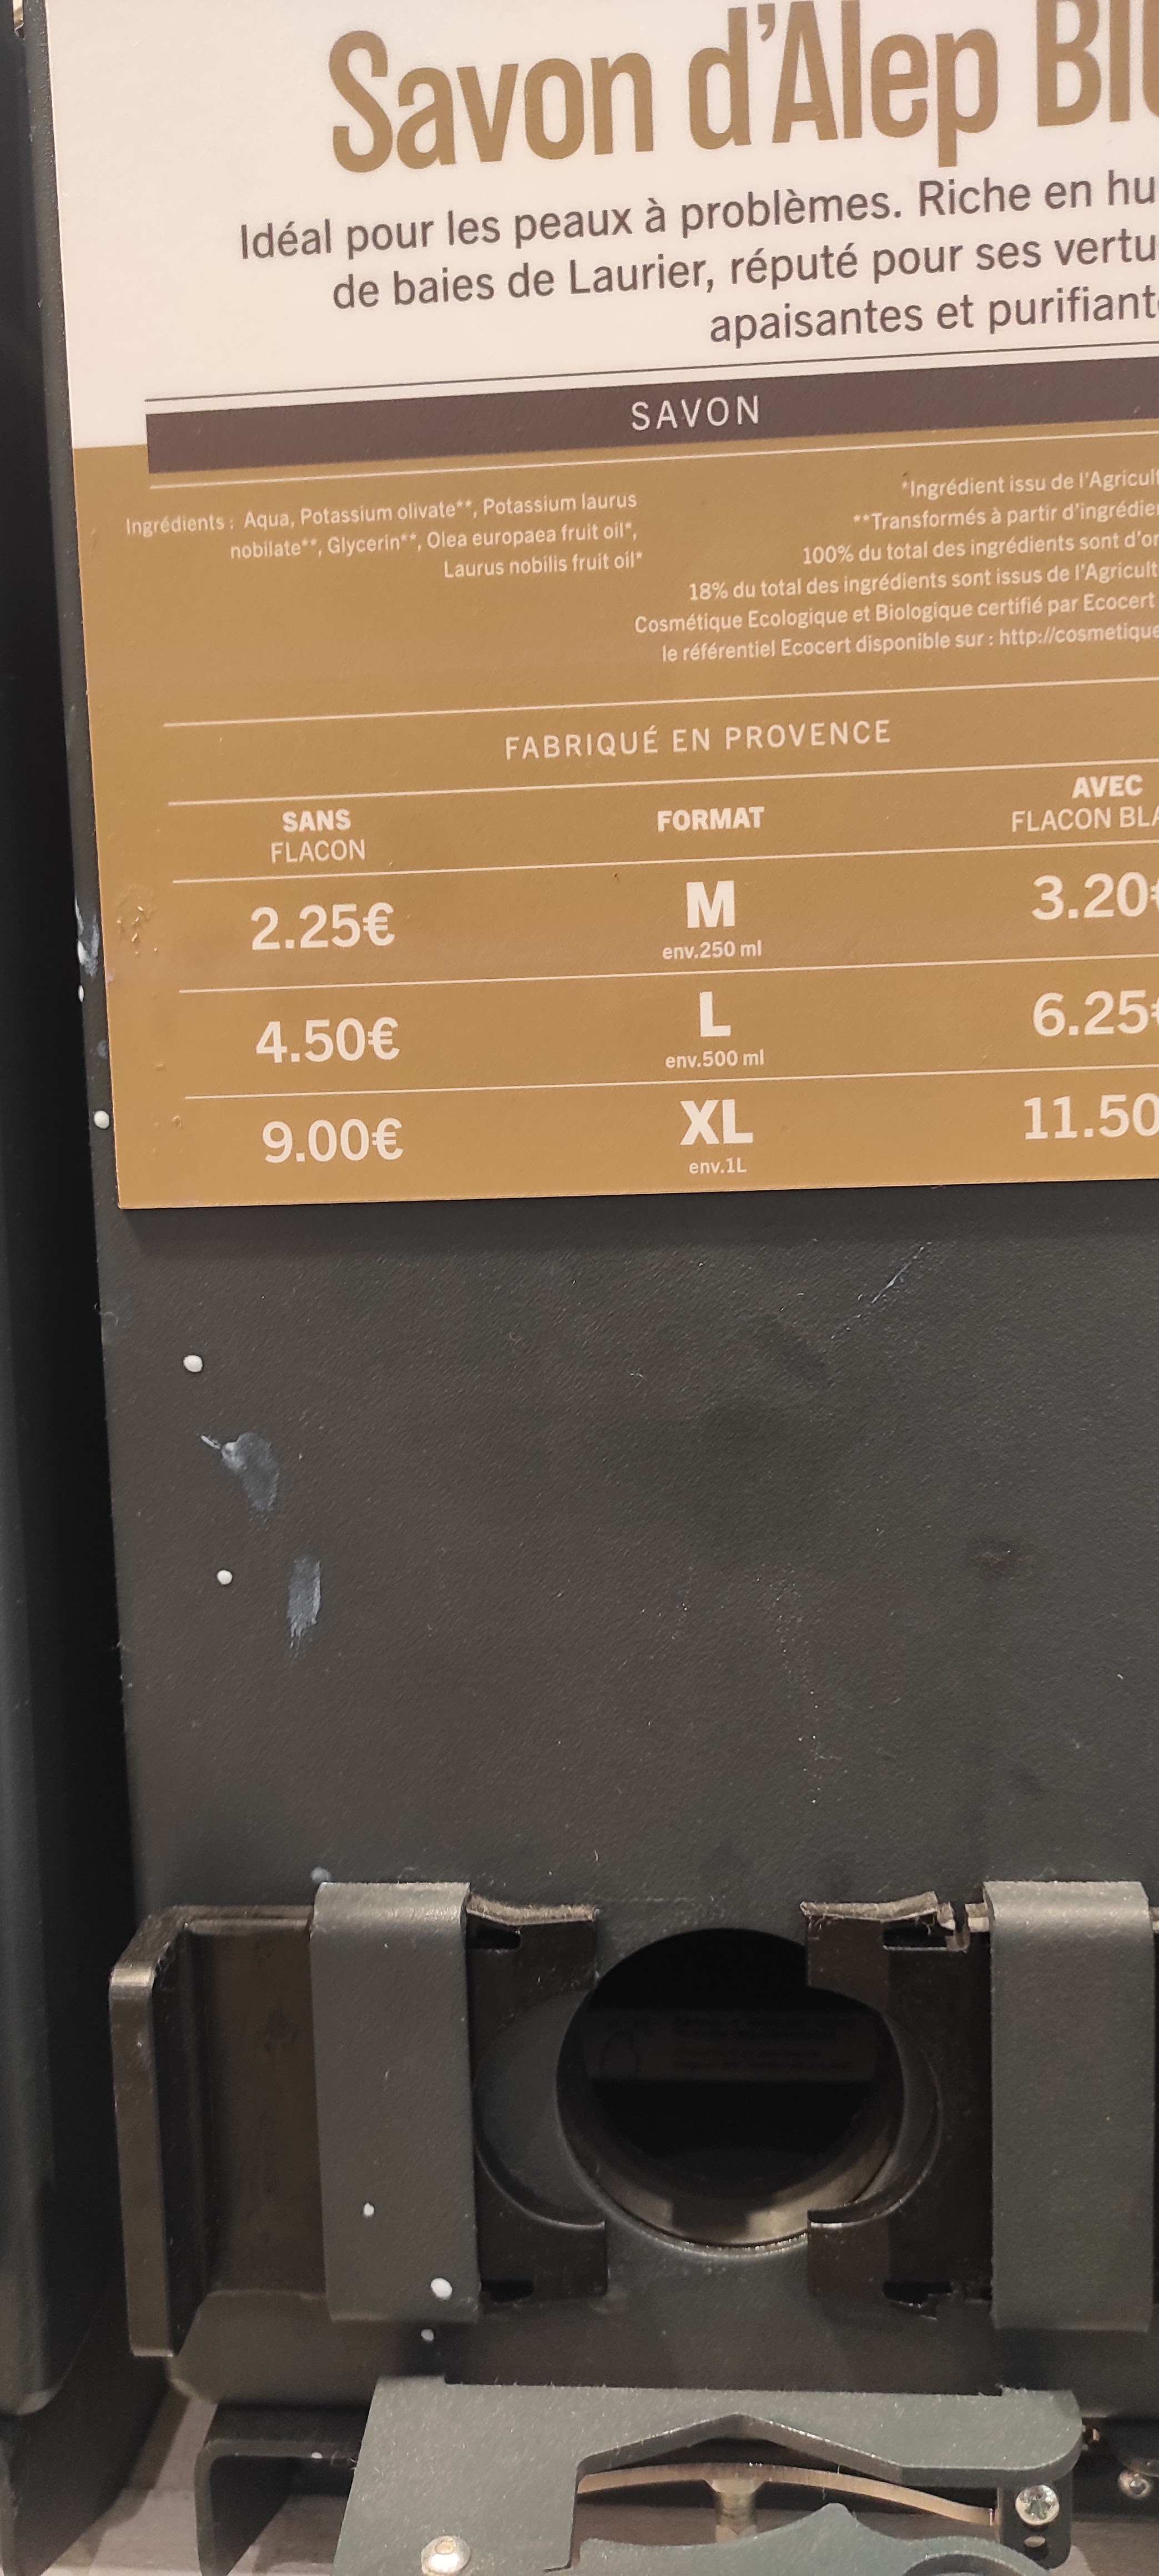 Savon d'Alep
Idéal pour les peaux à problèmes. Riche en
de baies de Laurier, réputé pour ses
apaisantes et
SAVON
Ingrédients : Aqua, Potassium olivate**, Potassium laurus
nobilate**, Glycerin**, Olea europaea fruit oil*,
Laurus nobilis fruit oil*
*Ingrédient issu de l'
**Transformés à partir
100% du total des ingrédients sont
18% du total des ingrédients sont issus de l'
Cosmétique Ecologique et Biologique certifié par Ecocert
le référentiel Ecocert disponible sur : http://cosmetique
FABRIQUÉ EN PROVENCE
SANS
FLACON
FORMAT
AVEC
FLACON
2.25€
M
env.250 ml
3.20€
4.50€
L
env.500 ml
6.25€
9.00€
XL
env.1L
11.50